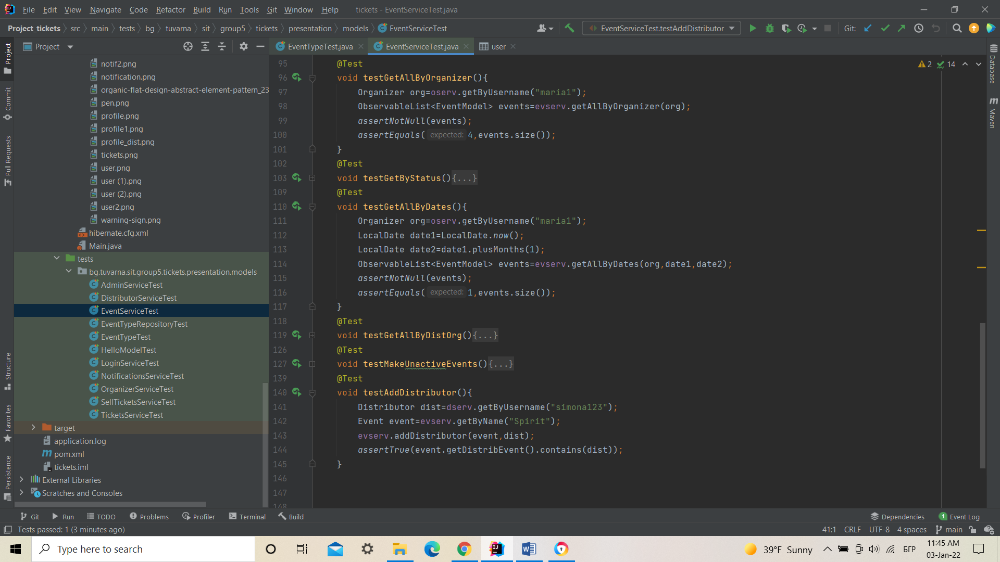 File Edit View Navigate Code Refactor Build Run Tools Git Window Help tickets - EventServiceTest.java
Project_tickets src main tests bg tuvarna sit group5 tickets presentation models EventServiceTest EventServiceTest.testAddDistributor Git:
Project EventTypeTest.java EventServiceTest.java user
Project
Commit
Pull Requests
Structure
Favorites
Persistence
notif2.png
notification.png
organic-flat-design-abstract-element-pattern_23
pen.png
profile.png
profile1.png
profile_dist.png
tickets.png
user.png
user (1).png
user (2).png
user2.png
warning-sign.png
hibernate.cfg.xml
Main.java
tests
bg.tuvarna.sit.group5.tickets.presentation.models
AdminServiceTest
DistributorServiceTest
EventServiceTest
EventTypeRepositoryTest
EventTypeTest
HelloModelTest
LoginServiceTest
NotificationsServiceTest
OrganizerServiceTest
SellTicketsServiceTest
TicketsServiceTest
target
application.log
pom.xml
tickets.iml
External Libraries
Scratches and Consoles
95 @Test
96 void testGetAllByOrganizer(){
97 Organizer org=oserv.getByUsername("maria1");
98 ObservableList<EventModel> events=evserv.getAllByOrganizer(org);
99 assertNotNull(events);
100 assertEquals( expected: 4,events.size());
101 }
102 @Test
103 void testGetByStatus(){...}
109 @Test
110 void testGetAllByDates(){
111 Organizer org=oserv.getByUsername("maria1");
112 LocalDate date1=LocalDate.now();
113 LocalDate date2=date1.plusMonths(1);
114 ObservableList<EventModel> events=evserv.getAllByDates(org,date1,date2);
115 assertNotNull(events);
116 assertEquals( expected: 1,events.size());
117 }
118 @Test
119 void testGetAllByDistOrg(){...}
126 @Test
127 void testMakeUnactiveEvents(){...}
139 @Test
140 void testAddDistributor(){
141 Distributor dist=dserv.getByUsername("simona123");
142 Event event=evserv.getByName("Spirit");
143 evserv.addDistributor(event,dist);
144 assertTrue(event.getDistribEvent().contains(dist));
145 }
146
147
148
2 14
Database
Maven
Git Run TODO Problems Profiler Terminal Build Dependencies 1 Event Log
Tests passed: 1 (3 minutes ago) 41:1 CRLF UTF-8 4 spaces main
Type here to search 39°F Sunny БГР 11:45 AM
03-Jan-22